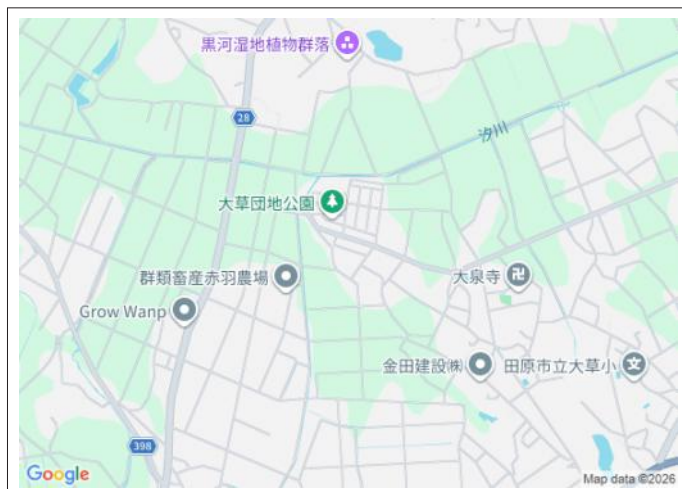 黒河湿地植物群落
28
汐川
大草団地公園
群類畜産赤羽農場
大泉寺
Grow Wanp
金田建設㈱
田原市立大草小
文
398
Google
Map data ©2026